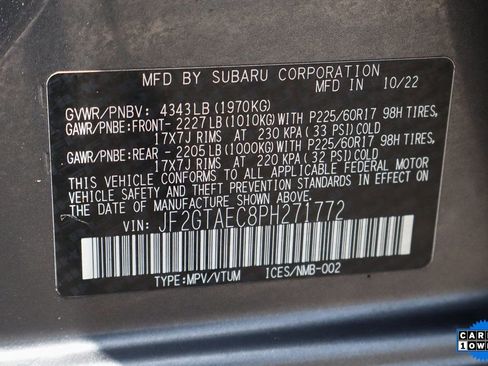 MFD BY SUBARU CORPORATION
MFD IN 10/22
GVWR/PNBV: 4343LB (1970KG)
GAWR/PNBE:FRONT- 2227LB (1010KG)WITH P225/60R17 98H TIRES,
17X7J RIMS AT 230 KPA (33 PSI)COLD
GAWR/PNBE:REAR - 2205LB (1000KG)WITH P225/60R17 98H TIRES,
17X7J RIMS AT 220 KPA (32 PSI)COLD
THIS VEHICLE CONFORMS TO ALL APPLICABLE FEDERAL MOTOR
VEHICLE SAFETY AND THEFT PREVENTION STANDARDS IN EFFECT ON
THE DATE OF MANUFACTURE SHOWN ABOVE.
VIN: JF2GTAEC8PH271772
TYPE:MPV/VTUM ICES/NMB-002
1 OWN